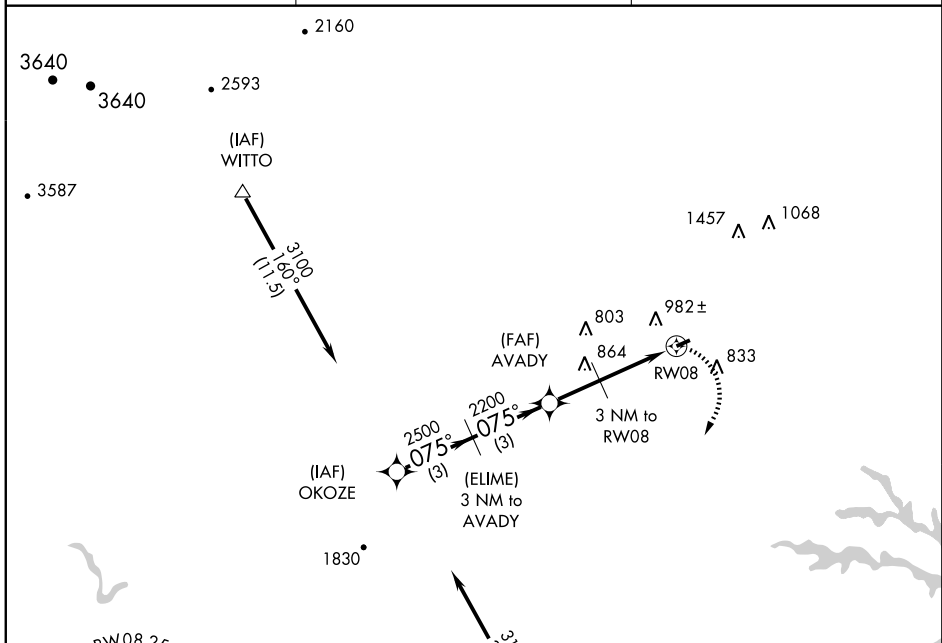 2160
3640
3640
2593
(IAF)
WITTO
3587
3100
160°
(11.5)
1457
1068
803
982±
(FAF)
AVADY
864
833
RW08
3 NM to
RW08
2200
075°
(3)
2500
075°
(3)
(IAF)
OKOZE
(ELIME)
3 NM to
AVADY
1830